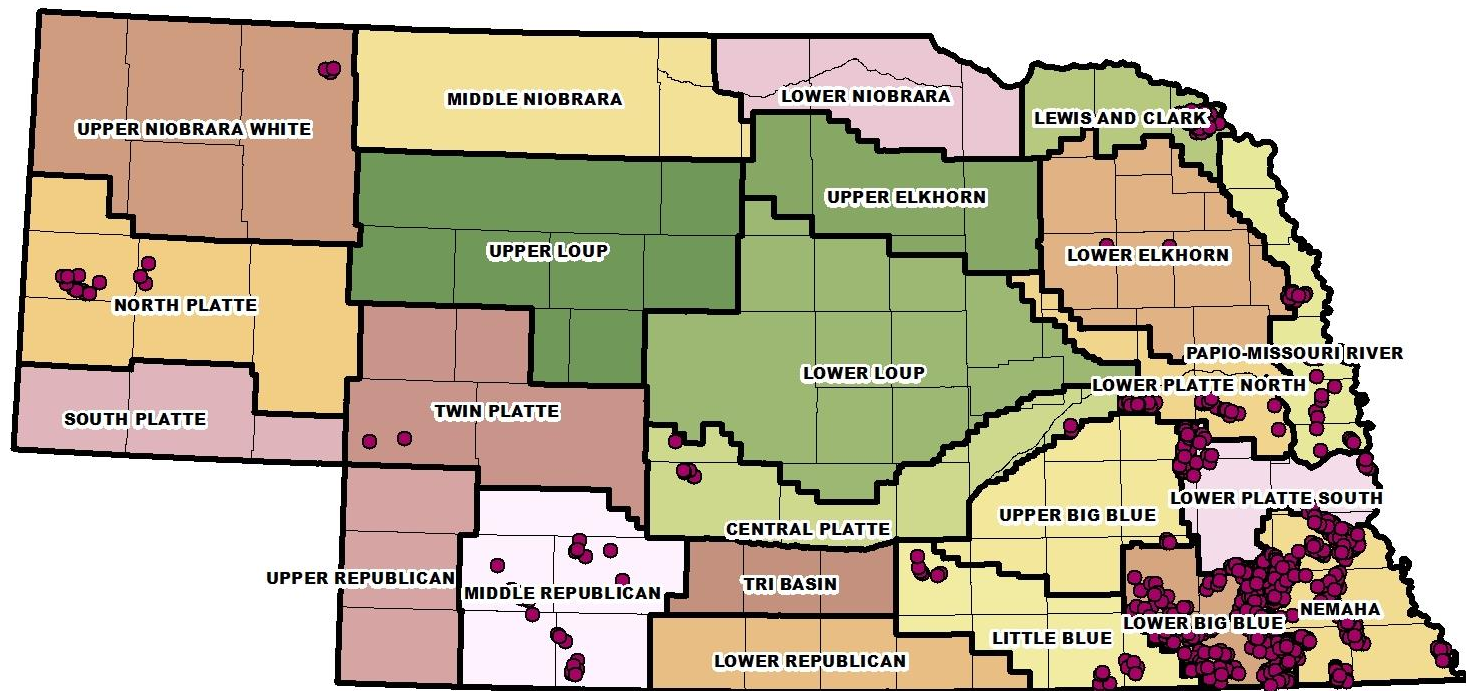 MIDDLE NIOBRARA
LOWER NIOBRARA
LEWIS AND CLARK
UPPER NIOBRARA WHITE
UPPER ELKHORN
UPPER LOUP
LOWER ELKHORN
NORTH PLATTE
PAPIO-MISSOURI RIVER
LOWER LOUP
LOWER PLATTE NORTH
SOUTH PLATTE
TWIN PLATTE
LOWER PLATTE SOUTH
UPPER BIG BLUE
CENTRAL PLATTE
UPPER REPUBLICAN
TRI BASIN
MIDDLE REPUBLICAN
NEMAHA
LOWER BIG BLUE
LITTLE BLUE
LOWER REPUBLICAN